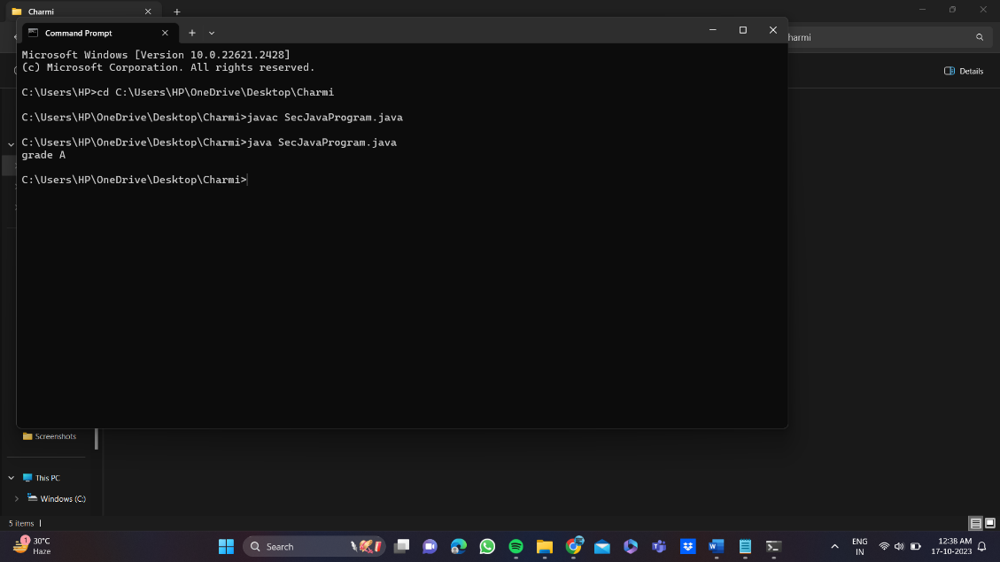 Charmi
Command Prompt
harmi
Details
Microsoft Windows [Version 10.0.22621.2428]
(c) Microsoft Corporation. All rights reserved.
C:\Users\HP>cd C:\Users\HP\OneDrive\Desktop\Charmi
C:\Users\HP\OneDrive\Desktop\Charmi>javac SecJavaProgram.java
C:\Users\HP\OneDrive\Desktop\Charmi>java SecJavaProgram.java
grade A
C:\Users\HP\OneDrive\Desktop\Charmi>
Screenshots
This PC
Windows (C:)
5 items
1
30°C
Haze
Search
ENG
IN
12:38 AM
17-10-2023